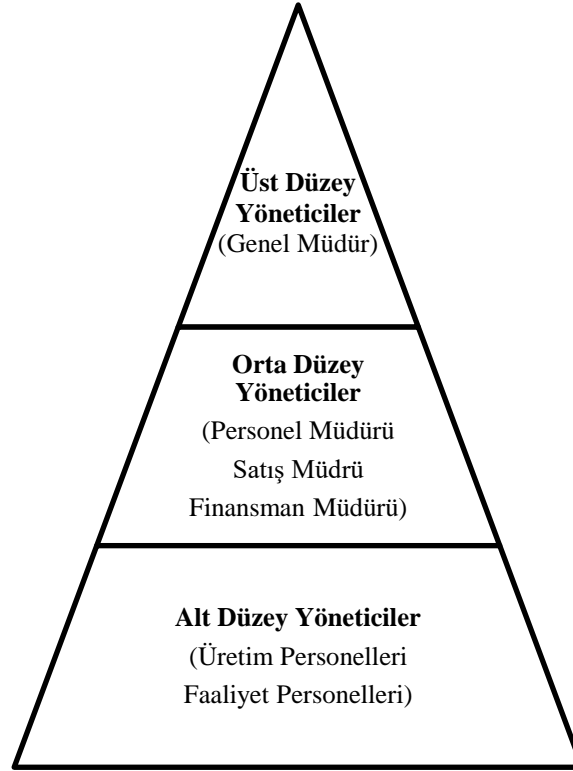 Üst Düzey
Yöneticiler
(Genel Müdür)
Orta Düzey
Yöneticiler
(Personel Müdürü
Satış Müdrü
Finansman Müdürü)
Alt Düzey Yöneticiler
(Üretim Personelleri
Faaliyet Personelleri)